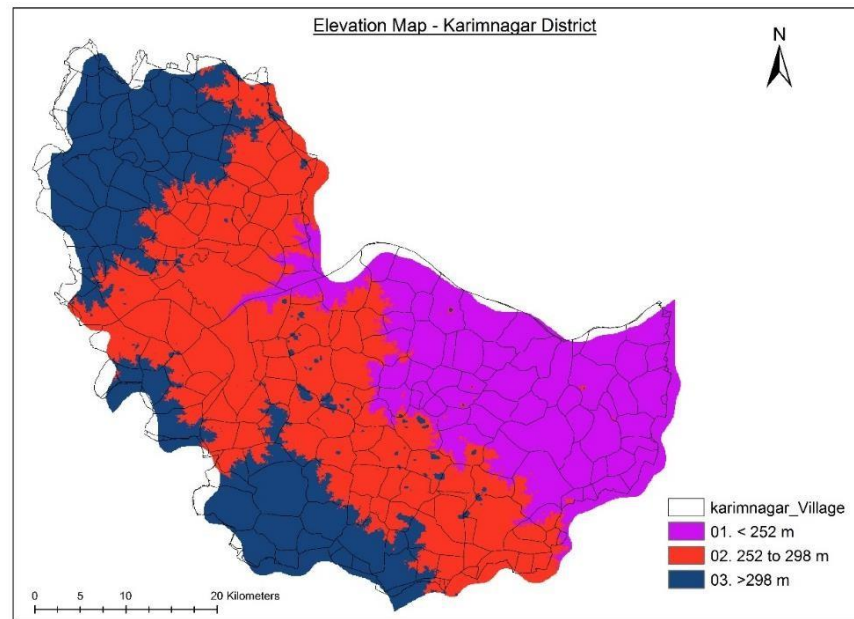 Elevation Map - Karimnagar District
N
karimnagar_Village
01. < 252 m
02. 252 to 298 m
03. >298 m
0 5 10 20 Kilometers